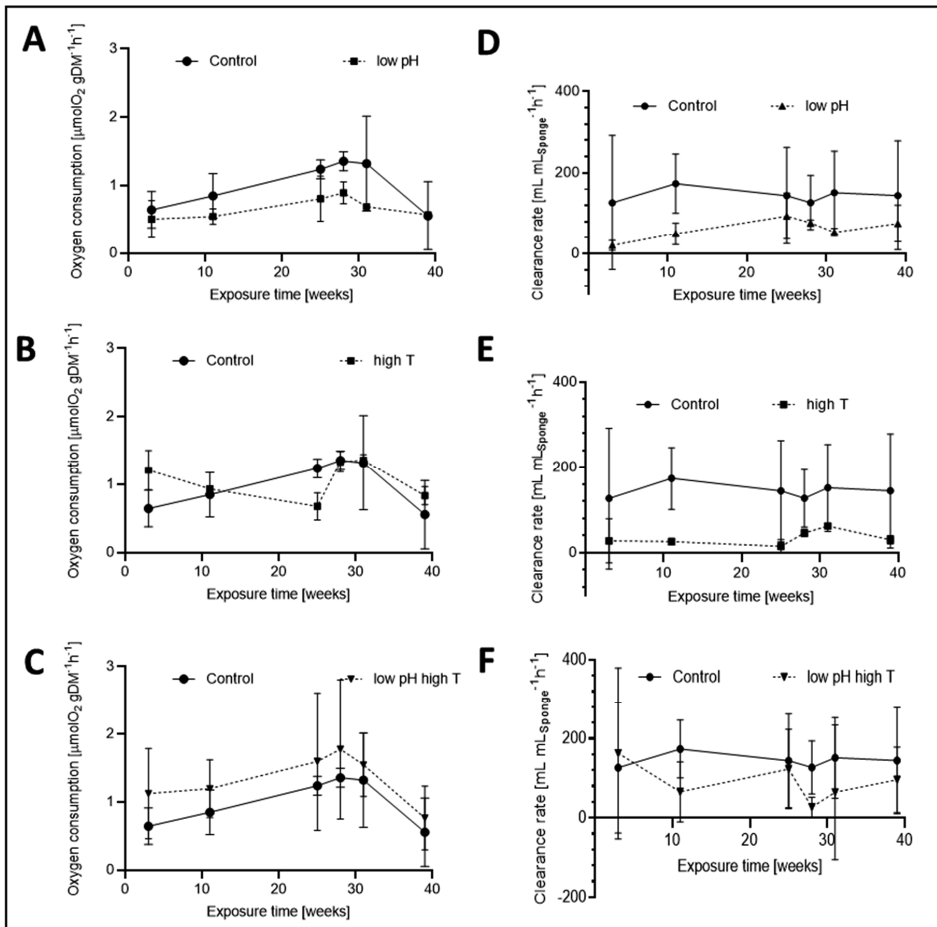 A
Oxygen consumption [µmolO₂ gDM⁻¹h⁻¹]
3
2
1
0
Control
low pH
0
10
20
30
40
Exposure time [weeks]
D
Clearance rate [mL mLSponge⁻¹h⁻¹]
400
200
0
Control
low pH
10
20
30
40
Exposure time [weeks]
B
Oxygen consumption [µmolO₂ gDM⁻¹h⁻¹]
3
2
1
0
Control
high T
0
10
20
30
40
Exposure time [weeks]
E
Clearance rate [mL mLSponge⁻¹h⁻¹]
400
200
0
Control
high T
10
20
30
40
Exposure time [weeks]
C
Oxygen consumption [µmolO₂ gDM⁻¹h⁻¹]
3
2
1
0
Control
low pH high T
0
10
20
30
40
Exposure time [weeks]
F
Clearance rate [mL mLSponge⁻¹h⁻¹]
400
200
0
-200
Control
low pH high T
10
20
30
40
Exposure time [weeks]